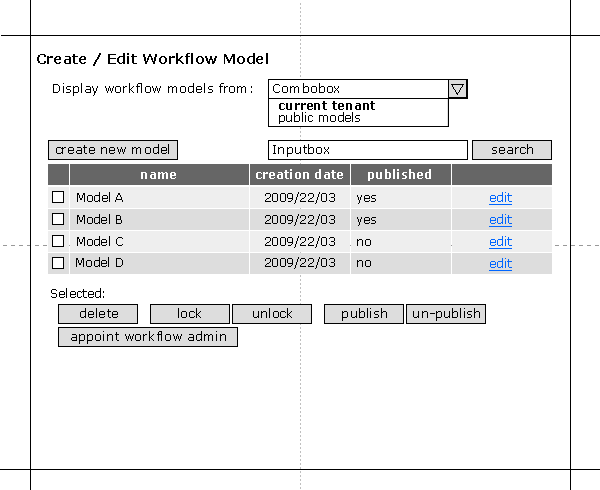 Create / Edit Workflow Model
Display workflow models from: Combobox
current tenant
public models
create new model Inputbox search
name creation date published
Model A 2009/22/03 yes edit
Model B 2009/22/03 yes edit
Model C 2009/22/03 no edit
Model D 2009/22/03 no edit
Selected:
delete lock unlock publish un-publish
appoint workflow admin